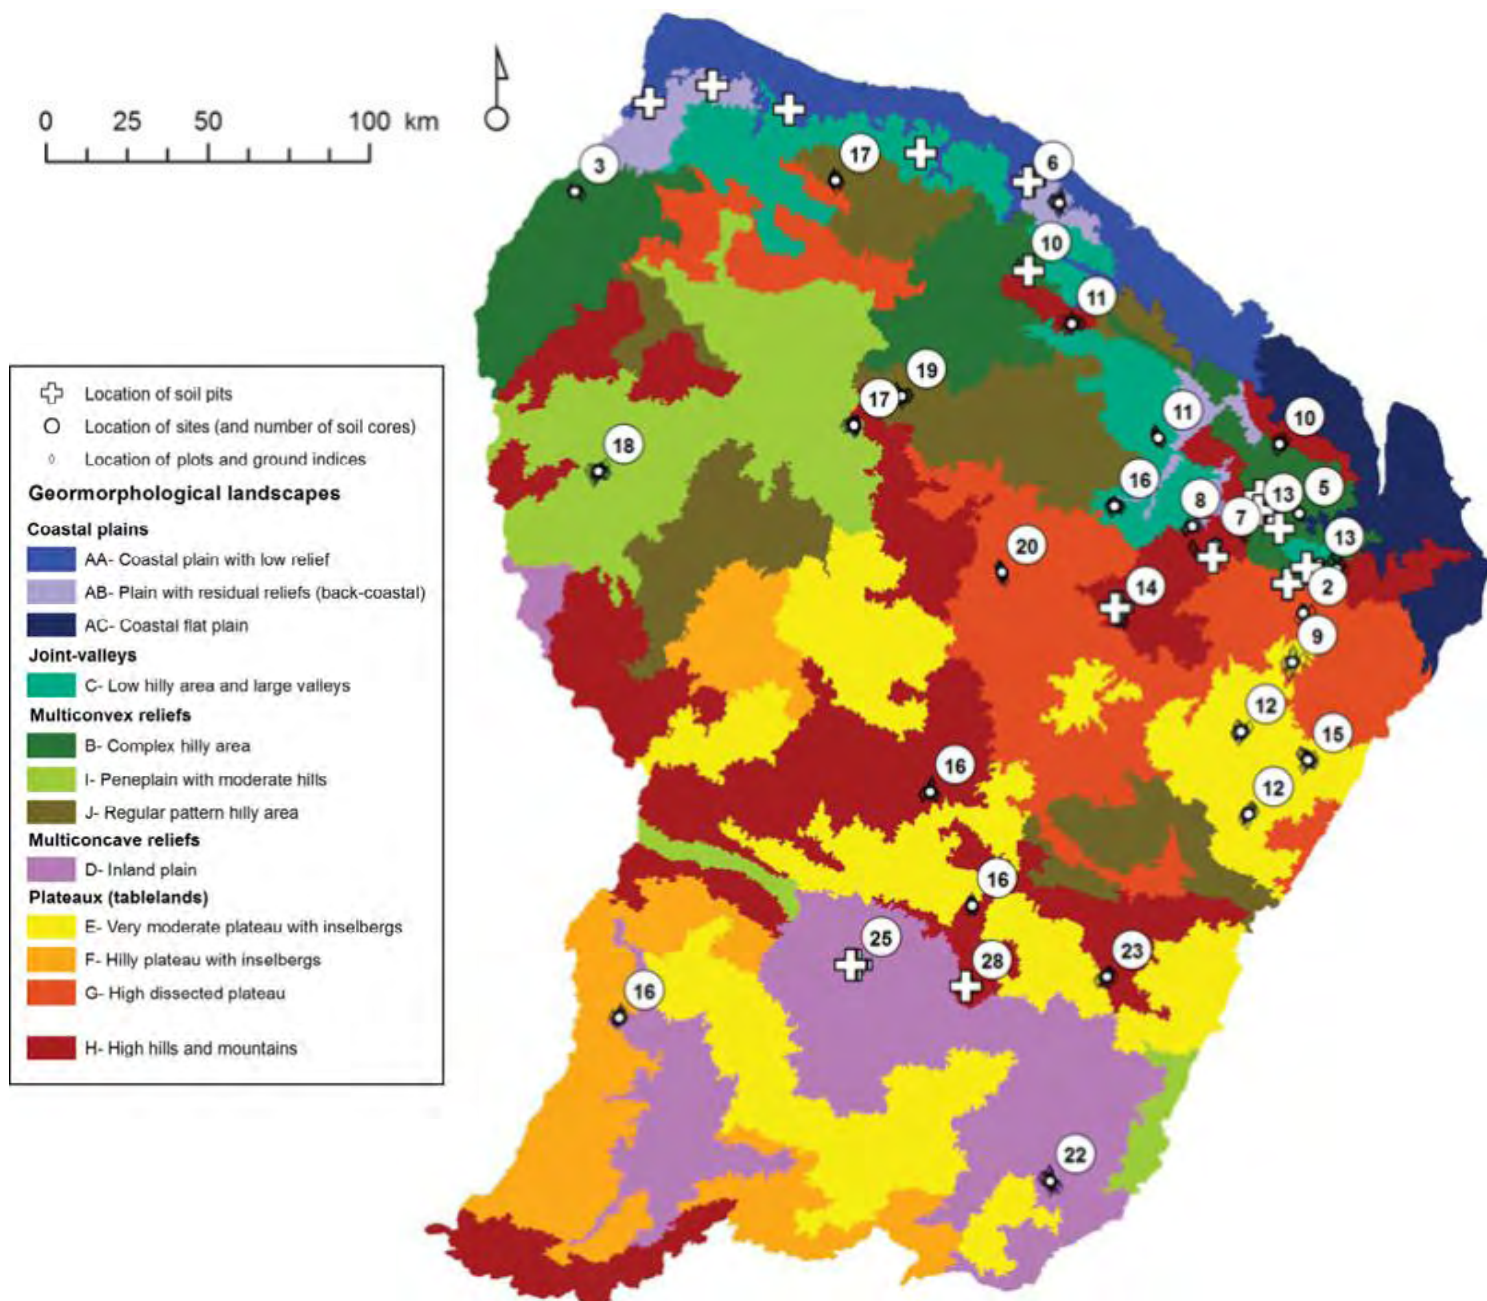 0 25 50 100 km
3
17
6
10
11
19
17
18
11
10
16
8
13
5
7
13
20
14
2
9
12
15
16
12
16
25
28
23
16
22
Location of soil pits
Location of sites (and number of soil cores)
Location of plots and ground indices
Geormorphological landscapes
Coastal plains
AA- Coastal plain with low relief
AB- Plain with residual reliefs (back-coastal)
AC- Coastal flat plain
Joint-valleys
C- Low hilly area and large valleys
Multiconvex reliefs
B- Complex hilly area
I- Peneplain with moderate hills
J- Regular pattern hilly area
Multiconcave reliefs
D- Inland plain
Plateaux (tablelands)
E- Very moderate plateau with inselbergs
F- Hilly plateau with inselbergs
G- High dissected plateau
H- High hills and mountains